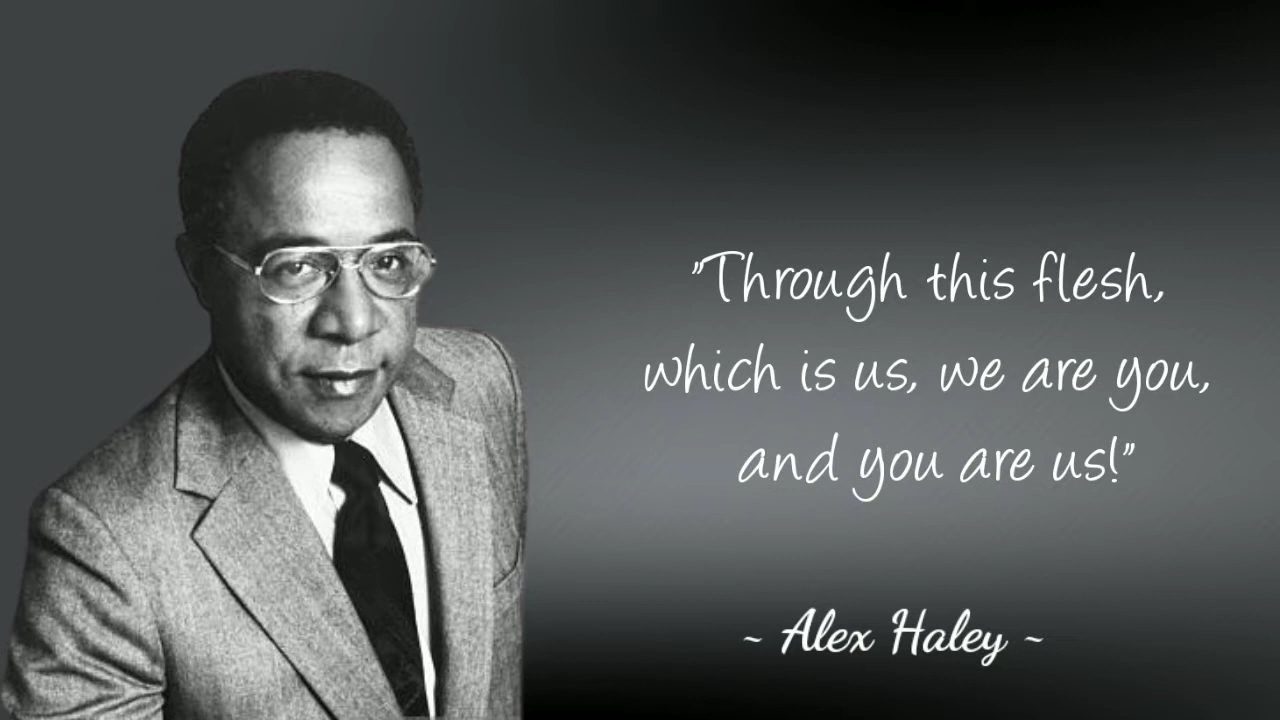 "Through this flesh,
which is us, we are you,
and you are us!"
~ Alex Haley ~